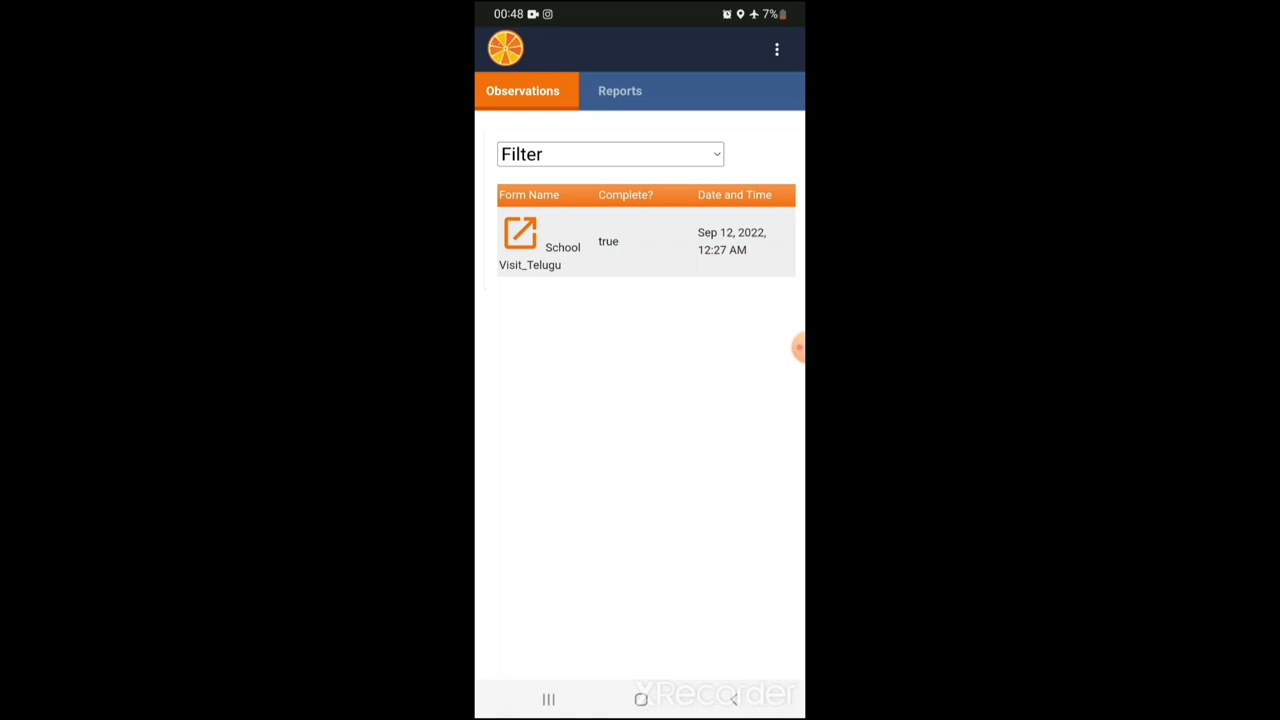 00:48
7%
Observations
Reports
Filter
Form Name
Complete?
Date and Time
School
Visit_Telugu
true
Sep 12, 2022,
12:27 AM
XRecorder